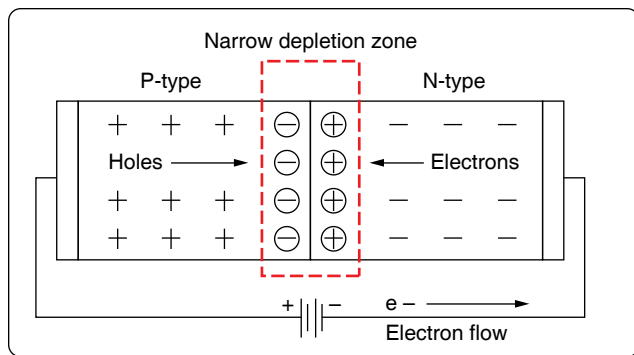 Narrow depletion zone
P-type N-type
+ + + − + − − −
Holes − + Electrons
+ + + − + − − −
+ + + − + − − −
+ − e −
Electron flow